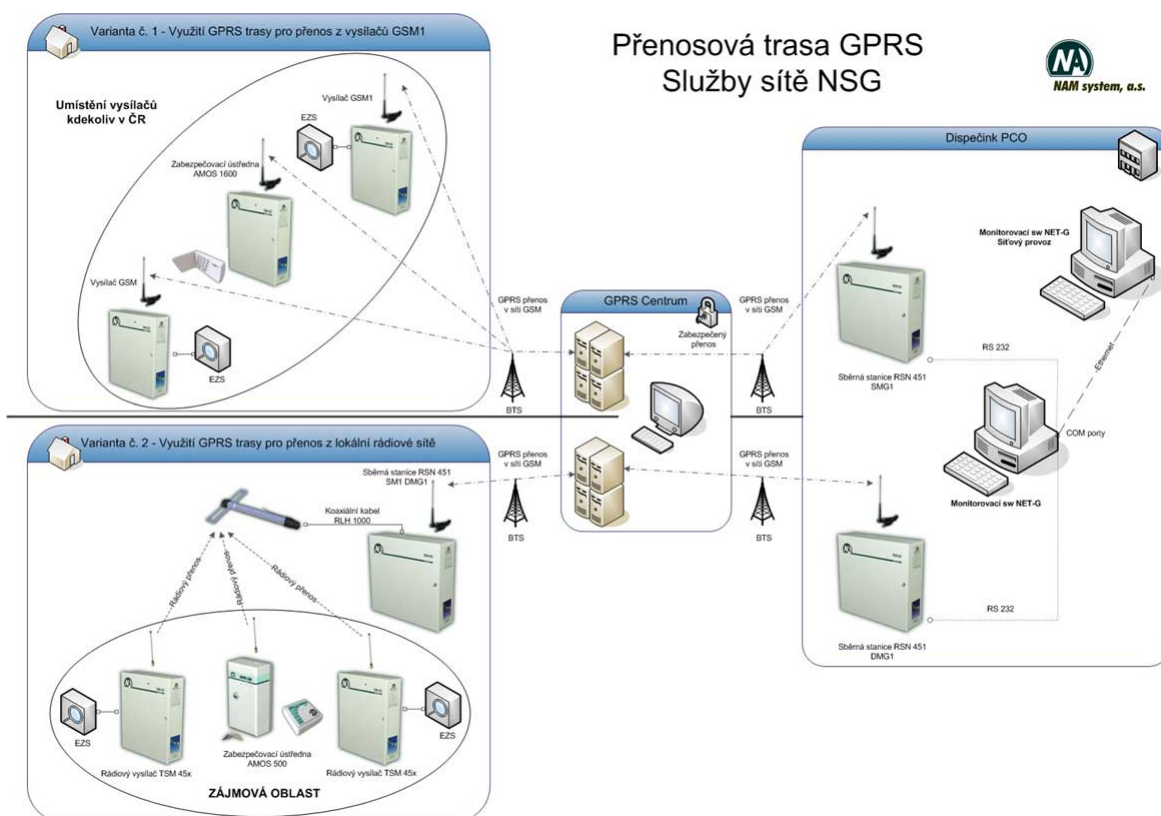 Přenosová trasa GPRS
Služby sítě NSG
NA
NAM system, a.s.
Varianta č. 1 - Využití GPRS trasy pro přenos z vysílačů GSM1
Umístění vysílačů
kdekoliv v ČR
Vysílač GSM1
EZS
Zabezpečovací ústředna
AMOS 1600
Vysílač GSM
EZS
GPRS přenos
v síti GSM
BTS
GPRS Centrum
Zabezpečený
přenos
GPRS přenos
v síti GSM
BTS
Dispečink PCO
Monitorovací sw NET-G
Síťový provoz
RS 232
Sběrná stanice RSN 451
SMG1
Ethernet
COM porty
Monitorovací sw NET-G
RS 232
Sběrná stanice RSN 451
DMG1
Varianta č. 2 - Využití GPRS trasy pro přenos z lokální rádiové sítě
Sběrná stanice RSN 451
SM1 DMG1
Koaxiální kabel
RLH 1000
GPRS přenos
v síti GSM
BTS
GPRS přenos
v síti GSM
BTS
Rádiový přenos
Rádiový přenos
Rádiový přenos
EZS
Rádiový vysílač TSM 45x
Zabezpečovací ústředna
AMOS 500
Rádiový vysílač TSM 45x
EZS
ZÁJMOVÁ OBLAST